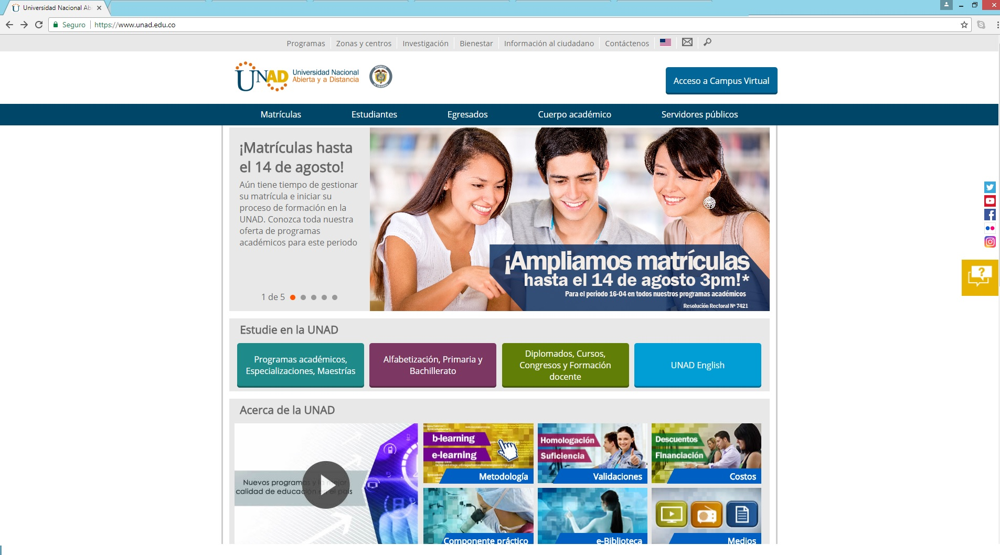 Universidad Nacional Ab
Seguro
https://www.unad.edu.co
Programas
Zonas y centros
Investigación
Bienestar
Información al ciudadano
Contáctenos
UNAD
Universidad Nacional
Abierta y a Distancia
Acceso a Campus Virtual
Matrículas
Estudiantes
Egresados
Cuerpo académico
Servidores públicos
¡Matrículas hasta
el 14 de agosto!
Aún tiene tiempo de gestionar
su matrícula e iniciar su
proceso de formación en la
UNAD. Conozca toda nuestra
oferta de programas
académicos para este periodo
1 de 5
¡Ampliamos matrículas
hasta el 14 de agosto 3pm!*
Para el periodo 16-04 en todos nuestros programas académicos
Resolución Rectoral Nº 7421
Estudie en la UNAD
Programas académicos,
Especializaciones, Maestrías
Alfabetización, Primaria y
Bachillerato
Diplomados, Cursos,
Congresos y Formación
docente
UNAD English
Acerca de la UNAD
Nuevos programas y la mejor
calidad de educación en el país
b-learning
e-learning
Metodología
Homologación
Suficiencia
Validaciones
Descuentos
Financiación
Costos
Componente práctico
e-Biblioteca
Medios